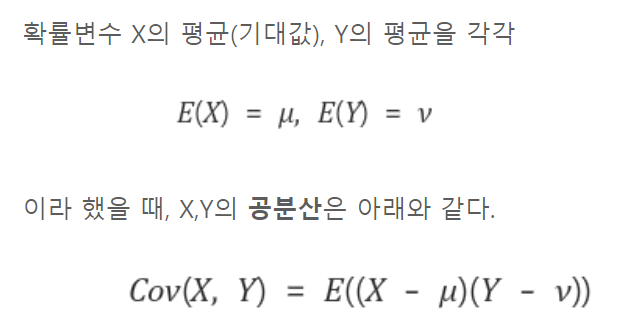 확률변수 X의 평균(기대값), Y의 평균을 각각
E(X) = μ, E(Y) = ν
이라 했을 때, X,Y의 공분산은 아래와 같다.
Cov(X, Y) = E((X - μ)(Y - ν))